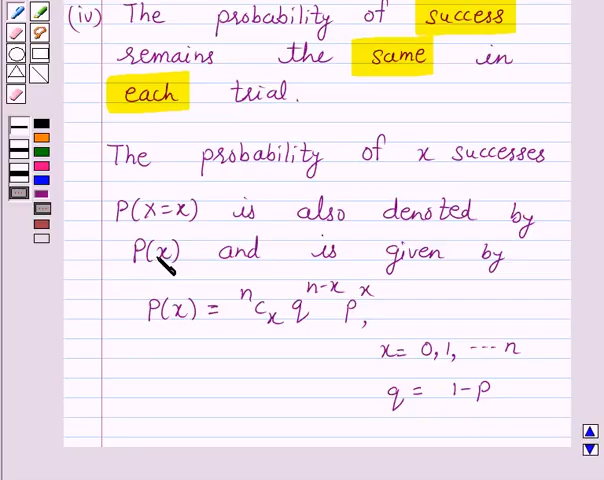 (iv) The probability of success
remains the same in
each trial.
The probability of x successes
P(X=x) is also denoted by
P(x) and is given by
P(x) = ⁿCₓ qⁿ⁻ˣ pˣ,
x = 0, 1, ---- n
q = 1-p